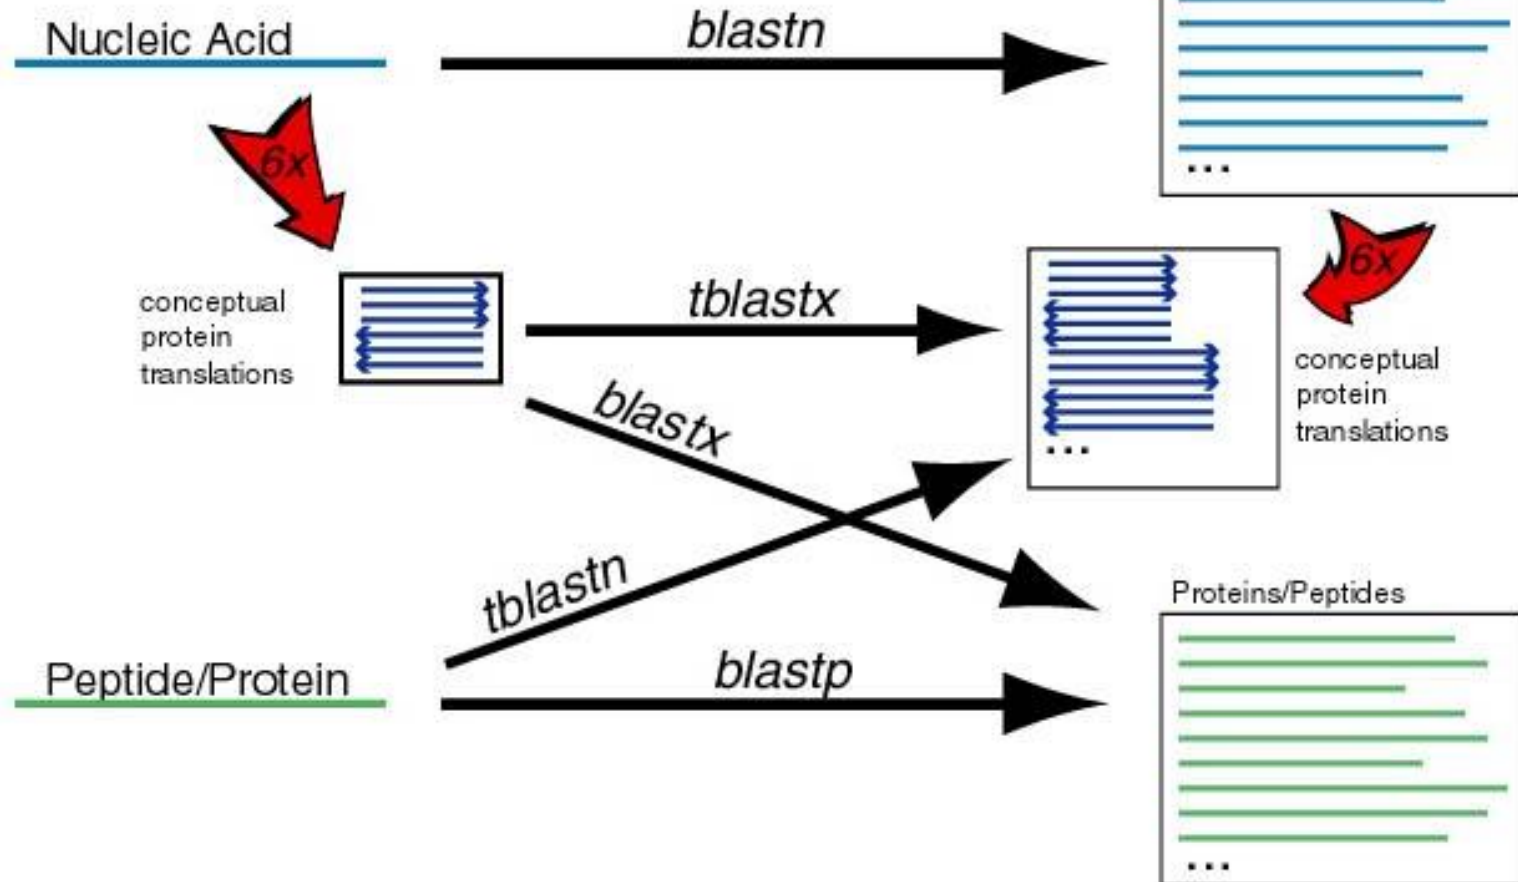 Nucleic Acid
blastn
...
6x
6x
conceptual
protein
translations
tblastx
conceptual
protein
translations
...
blastx
tblastn
Proteins/Peptides
Peptide/Protein
blastp
...